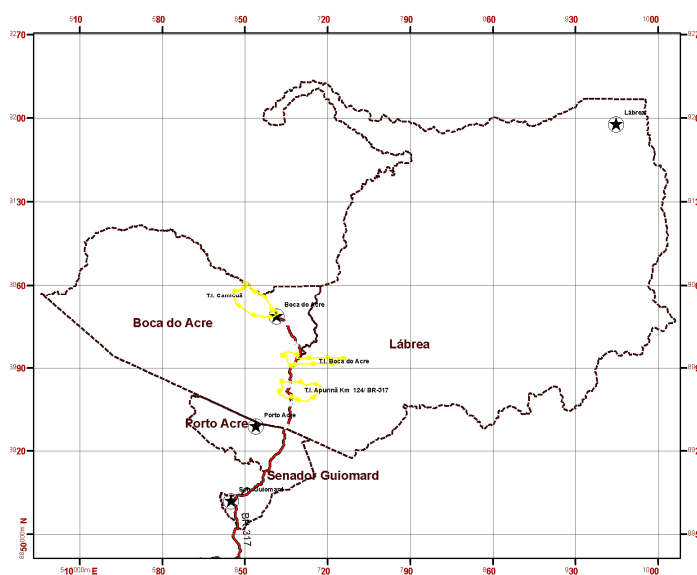 510 580 650 720 790 860 930 1000
9270
9200
Lábrea
9130
9060
T.I. Camicuã
Boca do Acre
Boca do Acre
Lábrea
8990
T.I. Boca do Acre
T.I. Apurinã Km 124/ BR-317
Porto Acre
Porto Acre
8920
Senador Guiomard
Sen. Guiomard
BR-317
8850000m N
510000m E 580 650 720 790 860 930 1000